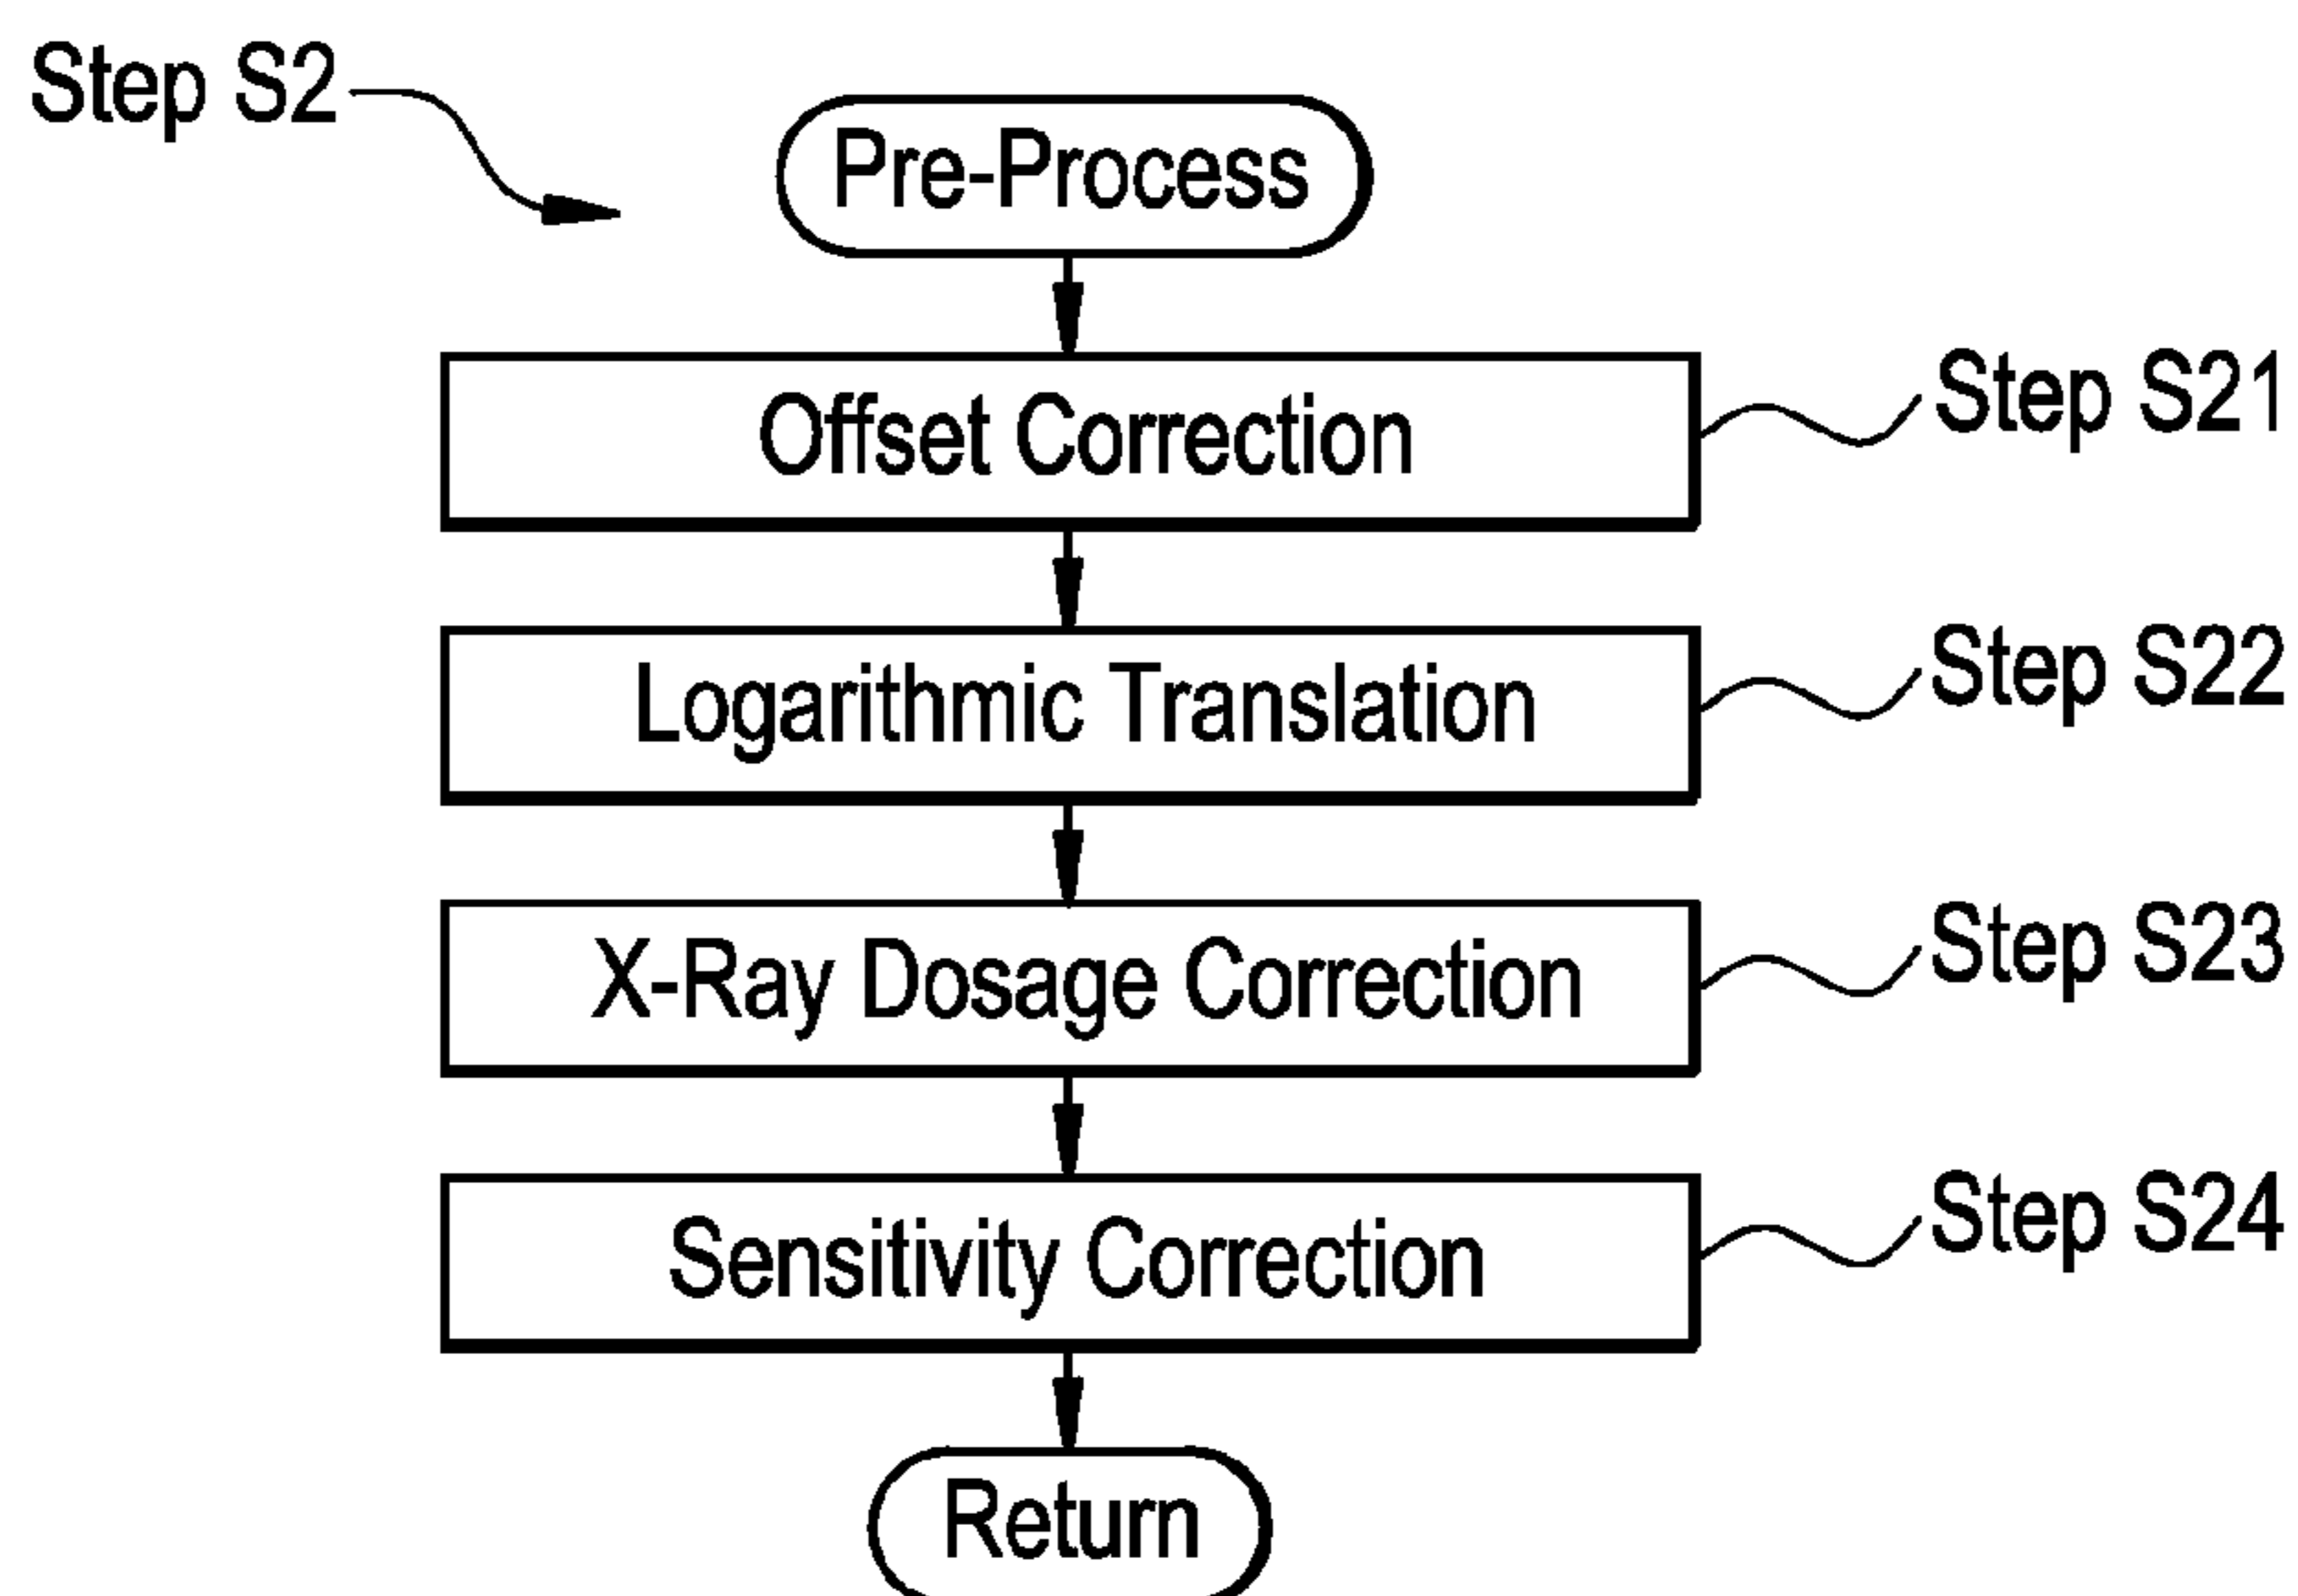 Step S2
Pre-Process
Offset Correction
Step S21
Logarithmic Translation
Step S22
X-Ray Dosage Correction
Step S23
Sensitivity Correction
Step S24
Return